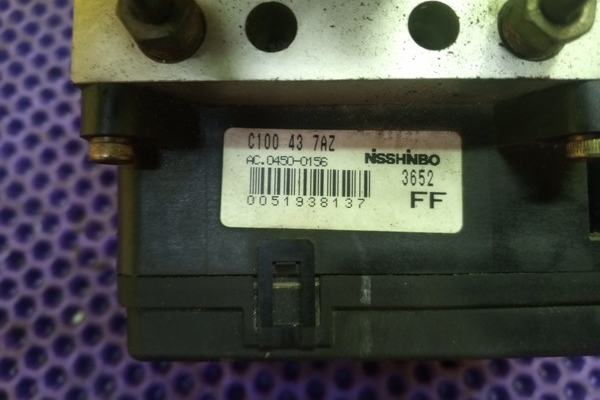 C100 43 7AZ
AC.0450-0156 NISSHINBO
3652
0051938137 FF